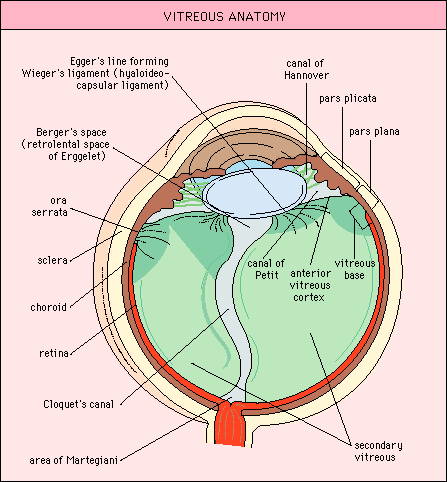 VITREOUS ANATOMY
Egger's line forming
Wieger's ligament (hyaloideo-
capsular ligament)
canal of
Hannover
pars plicata
pars plana
Berger's space
(retrolental space
of Erggelet)
ora
serrata
sclera
choroid
retina
Cloquet's canal
area of Martegiani
canal of
Petit
anterior
vitreous
cortex
vitreous
base
secondary
vitreous